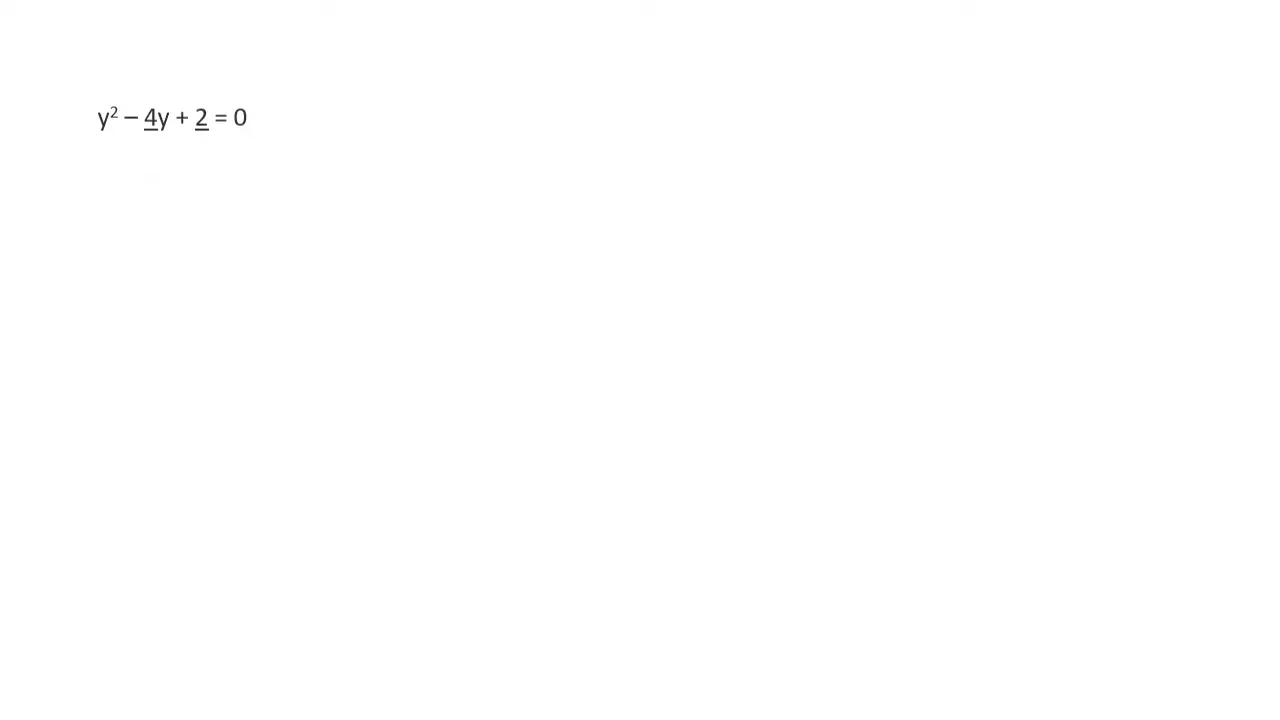 y² – 4y + 2 = 0